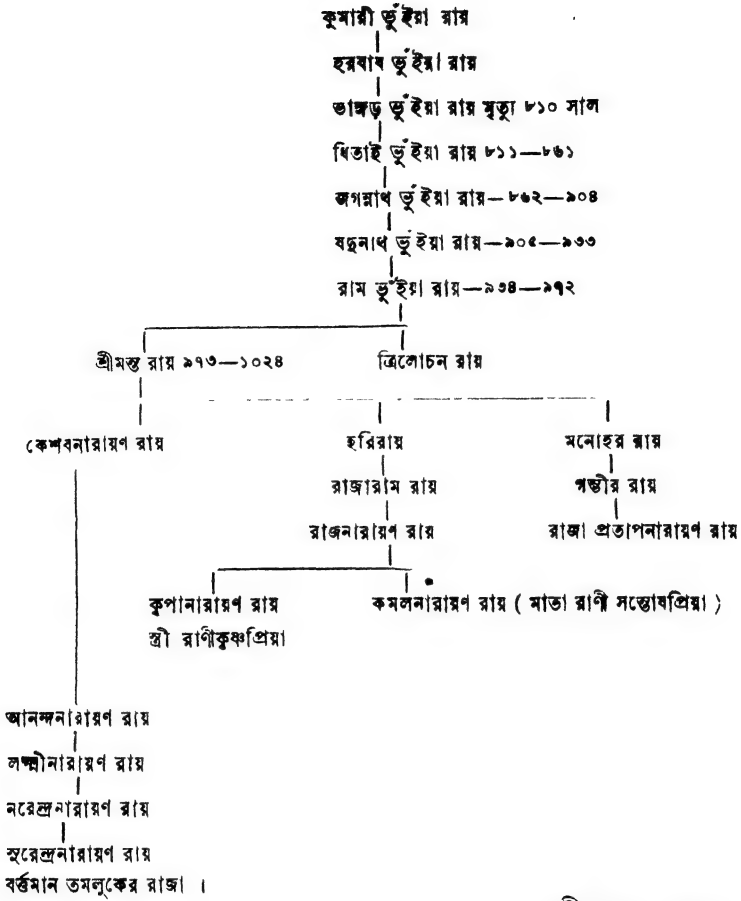 কুমারী ভুঁইয়া রায়
হরবাষ ভুঁইয়া রায়
ভাঙ্গড় ভুঁইয়া রায় মৃত্যু ৮১০ সাল
ধিতাই ভুঁইয়া রায় ৮১১—৮৬১
জগন্নাথ ভুঁইয়া রায়—৮৬২—৯০৪
যদুনাথ ভুঁইয়া রায়—৯০৫—৯৩৩
রাম ভুঁইয়া রায়—৯৩৪—৯৭২
শ্রীমন্ত রায় ৯৭৩—১০২৪ ত্রিলোচন রায়
কেশবনারায়ণ রায় হরিরায় মনোহর রায়
রাজারাম রায় গম্ভীর রায়
রাজনারায়ণ রায় রাজা প্রতাপনারায়ণ রায়
কৃপানারায়ণ রায় কমলনারায়ণ রায় ( মাতা রাণী সন্তোষপ্রিয়া )
স্ত্রী রাণীকৃষ্ণপ্রিয়া
আনন্দনারায়ণ রায়
লক্ষ্মীনারায়ণ রায়
নরেন্দ্রনারায়ণ রায়
সুরেন্দ্রনারায়ণ রায়
বর্ত্তমান তমলুকের রাজা ।